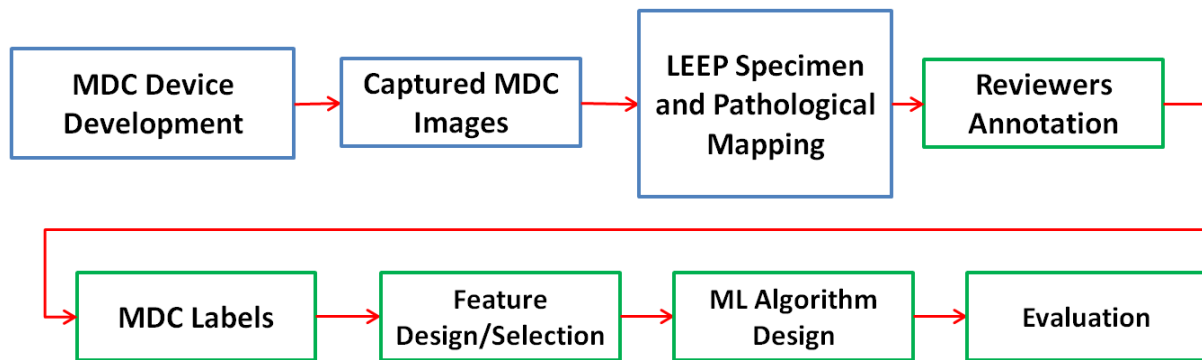 MDC Device
Development
Captured MDC
Images
LEEP Specimen
and Pathological
Mapping
Reviewers
Annotation
MDC Labels
Feature
Design/Selection
ML Algorithm
Design
Evaluation